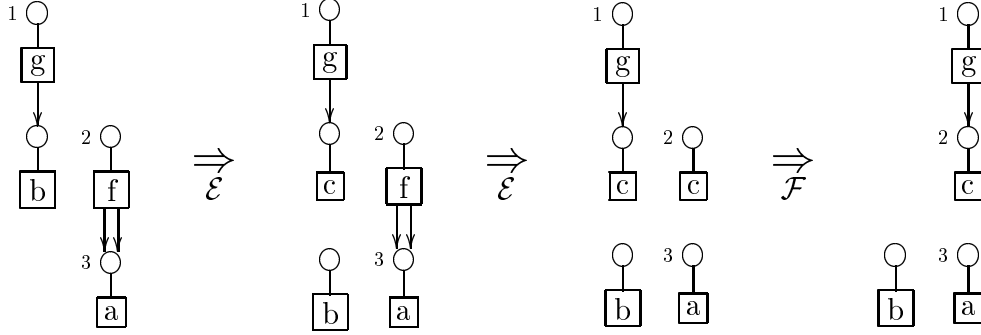 1 1 1 1
g g g g
2 2 2 2
b f ⇒ c f ⇒ c c ⇒ c
ℰ ℰ ℱ
3 3 3 3
a b a b a b a